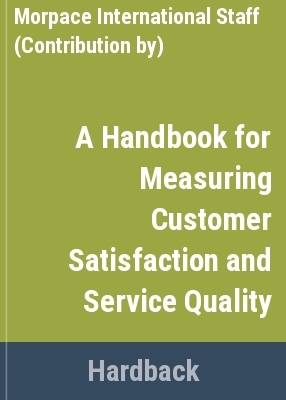 Morpace International Staff
(Contribution by)
A Handbook for
Measuring
Customer
Satisfaction and
Service Quality
Hardback